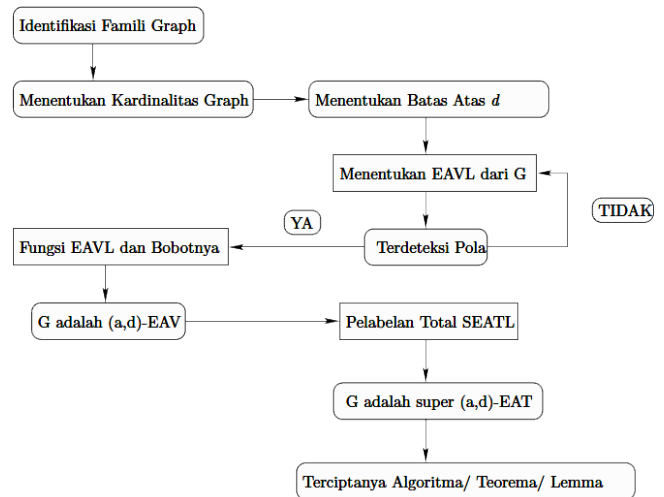 Identifikasi Famili Graph
Menentukan Kardinalitas Graph
Menentukan Batas Atas d
Menentukan EAVL dari G
TIDAK
YA
Fungsi EAVL dan Bobotnya
Terdeteksi Pola
G adalah (a,d)-EAV
Pelabelan Total SEATL
G adalah super (a,d)-EAT
Terciptanya Algoritma/ Teorema/ Lemma